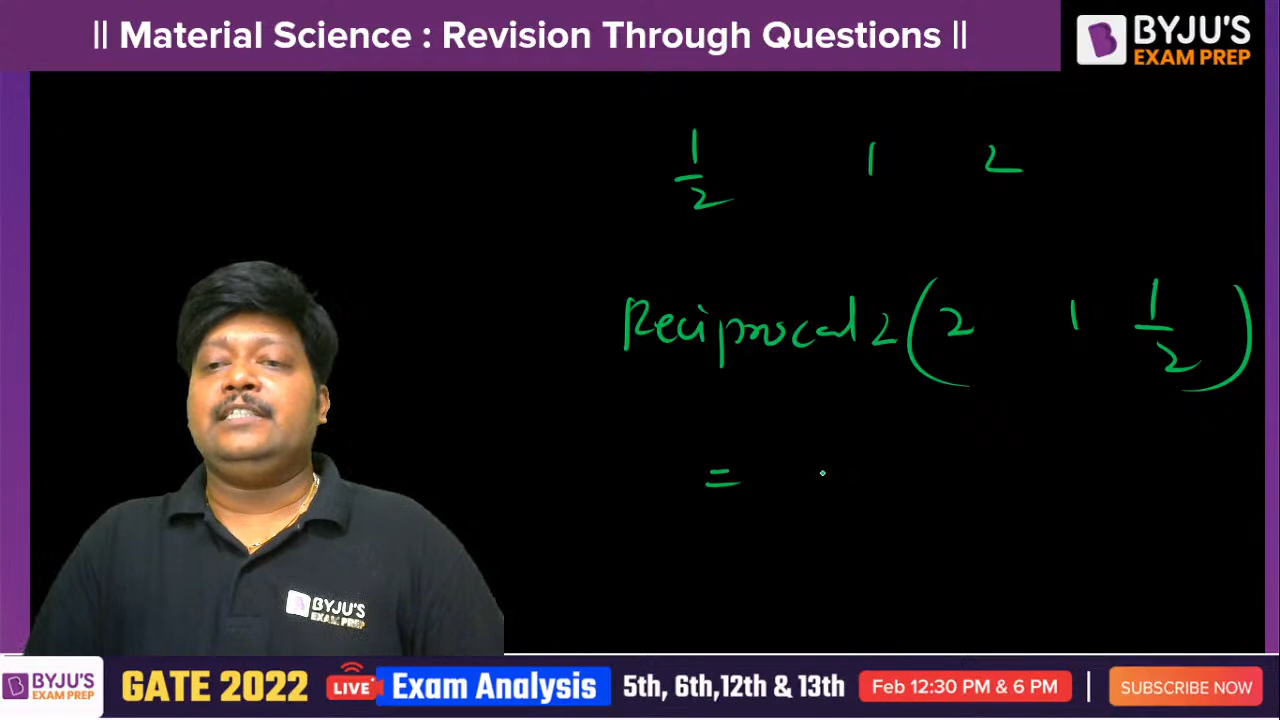 || Material Science : Revision Through Questions ||
BYJU'S
EXAM PREP
1/2 1 2
Reciprocal 2 (2 1 1/2)
=
BYJU'S
EXAM PREP
BYJU'S
EXAM PREP
GATE 2022
LIVE
Exam Analysis
5th, 6th,12th & 13th
Feb 12:30 PM & 6 PM
SUBSCRIBE NOW